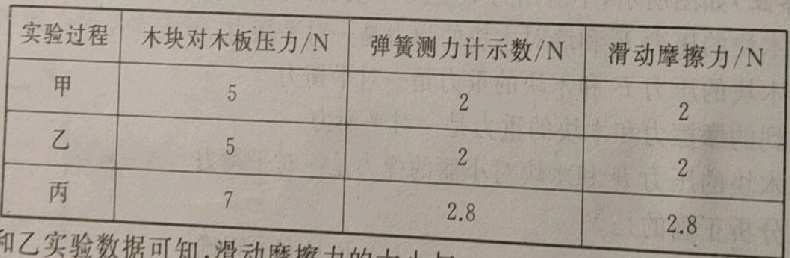 实验过程 木块对木板压力/N 弹簧测力计示数/N 滑动摩擦力/N
甲 5 2 2
乙 5 2 2
丙 7 2.8 2.8
和乙实验数据可知,滑动摩擦力的大小与